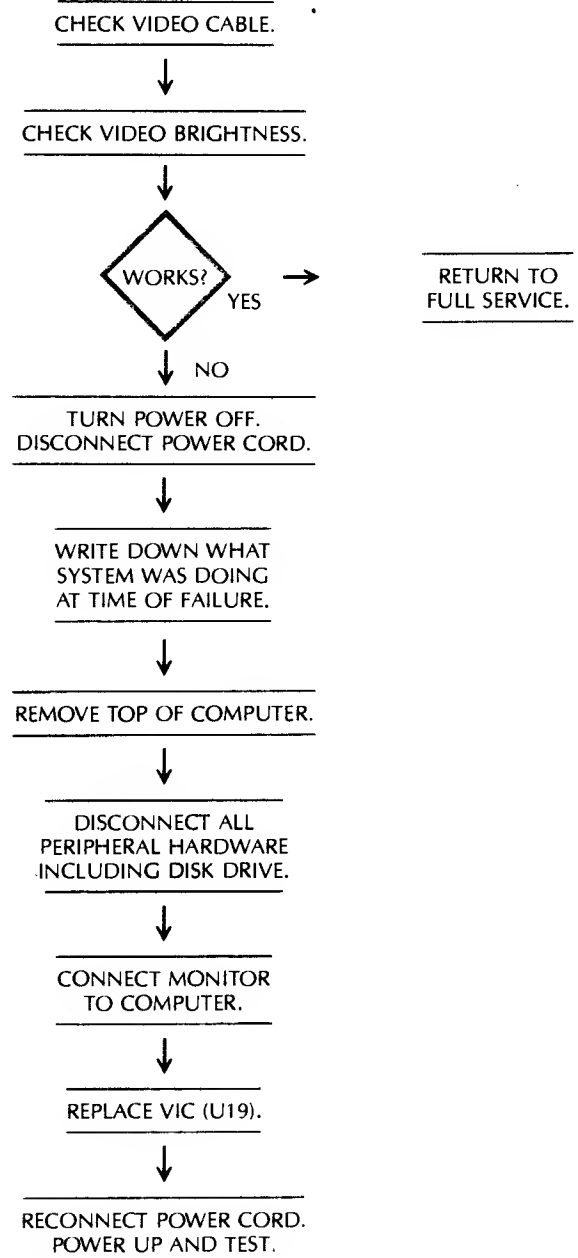 CHECK VIDEO CABLE.
CHECK VIDEO BRIGHTNESS.
WORKS?
YES
RETURN TO
FULL SERVICE.
NO
TURN POWER OFF.
DISCONNECT POWER CORD.
WRITE DOWN WHAT
SYSTEM WAS DOING
AT TIME OF FAILURE.
REMOVE TOP OF COMPUTER.
DISCONNECT ALL
PERIPHERAL HARDWARE
INCLUDING DISK DRIVE.
CONNECT MONITOR
TO COMPUTER.
REPLACE VIC (U19).
RECONNECT POWER CORD.
POWER UP AND TEST.